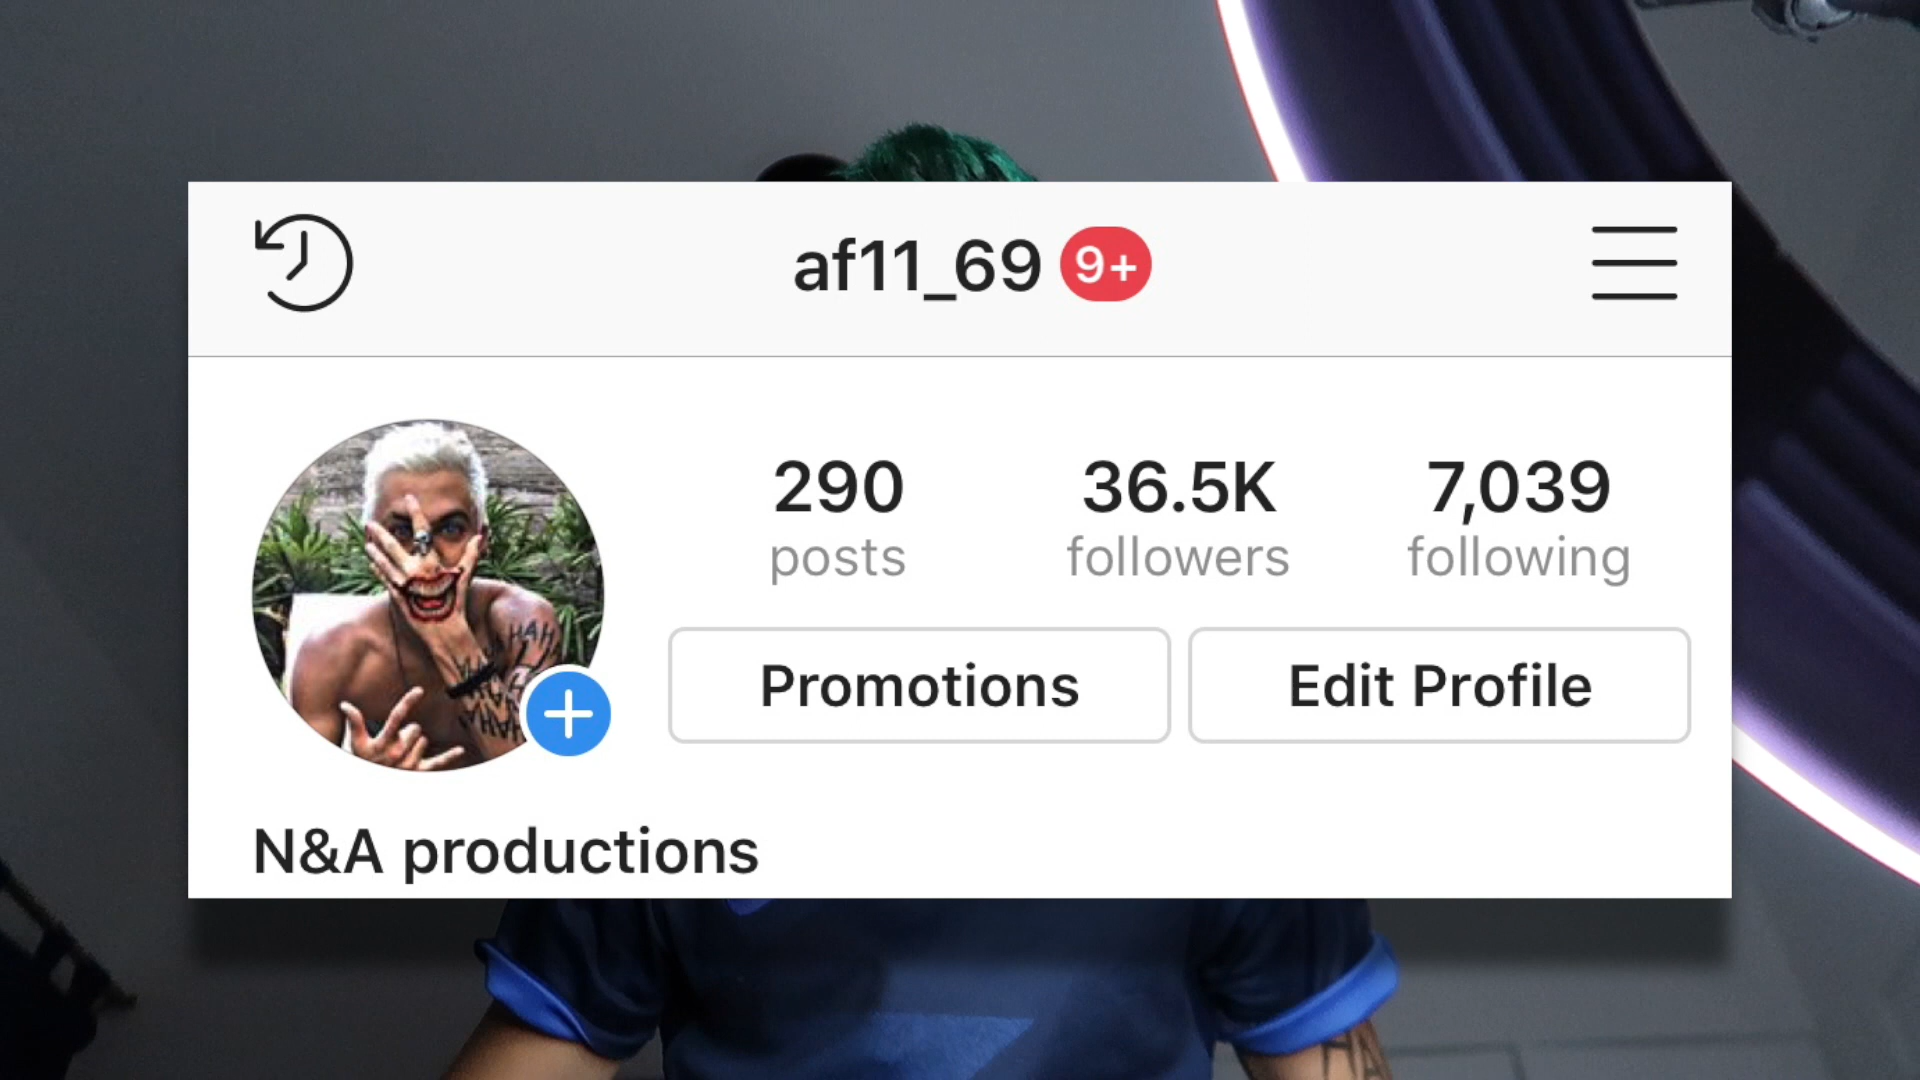 af11_69 9+
290 36.5K 7,039
posts followers following
Promotions Edit Profile
N&A productions